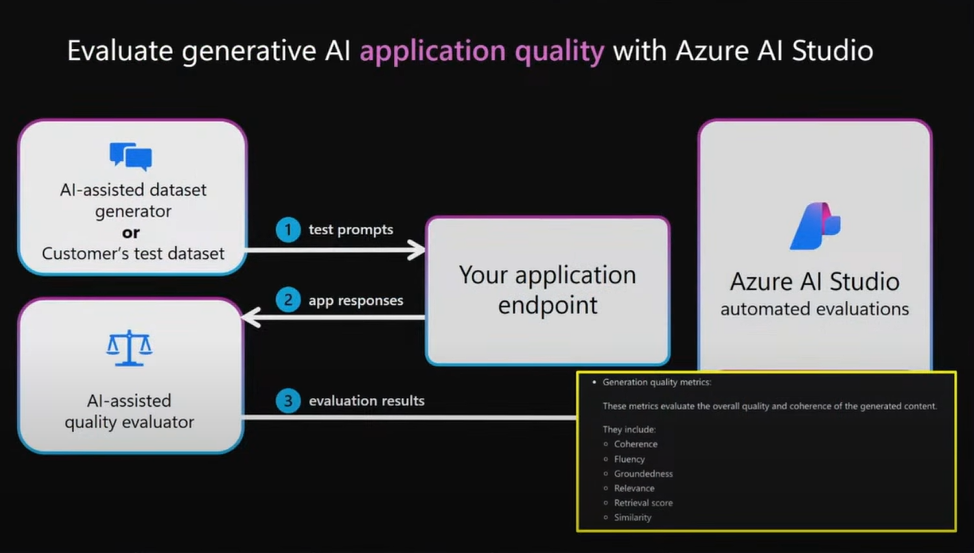 Evaluate generative AI application quality with Azure AI Studio
AI-assisted dataset
generator
or
Customer's test dataset
1 test prompts
2 app responses
Your application
endpoint
Azure AI Studio
automated evaluations
AI-assisted
quality evaluator
3 evaluation results
• Generation quality metrics:
These metrics evaluate the overall quality and coherence of the generated content.
They include:
○ Coherence
○ Fluency
○ Groundedness
○ Relevance
○ Retrieval score
○ Similarity